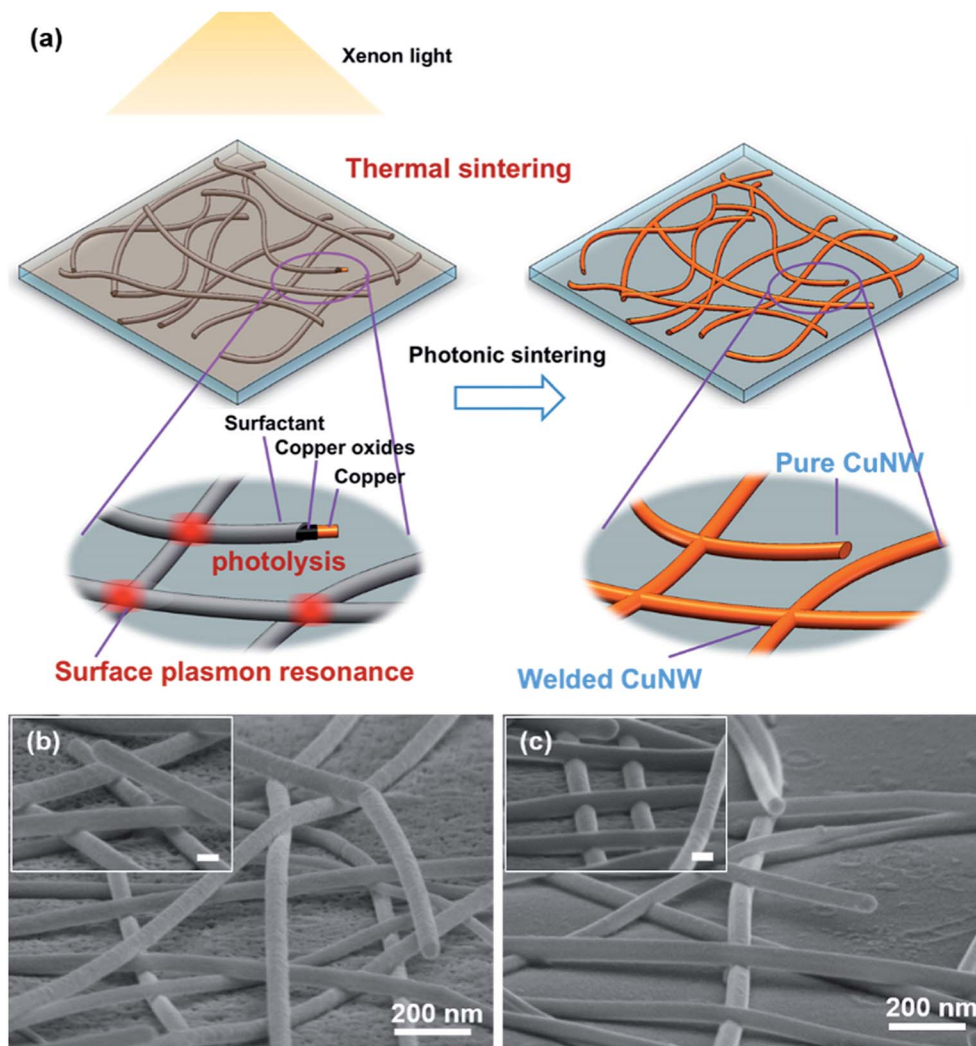 (a)
Xenon light
Thermal sintering
Photonic sintering
Surfactant
Copper oxides
Copper
photolysis
Surface plasmon resonance
Pure CuNW
Welded CuNW
(b)
200 nm
(c)
200 nm